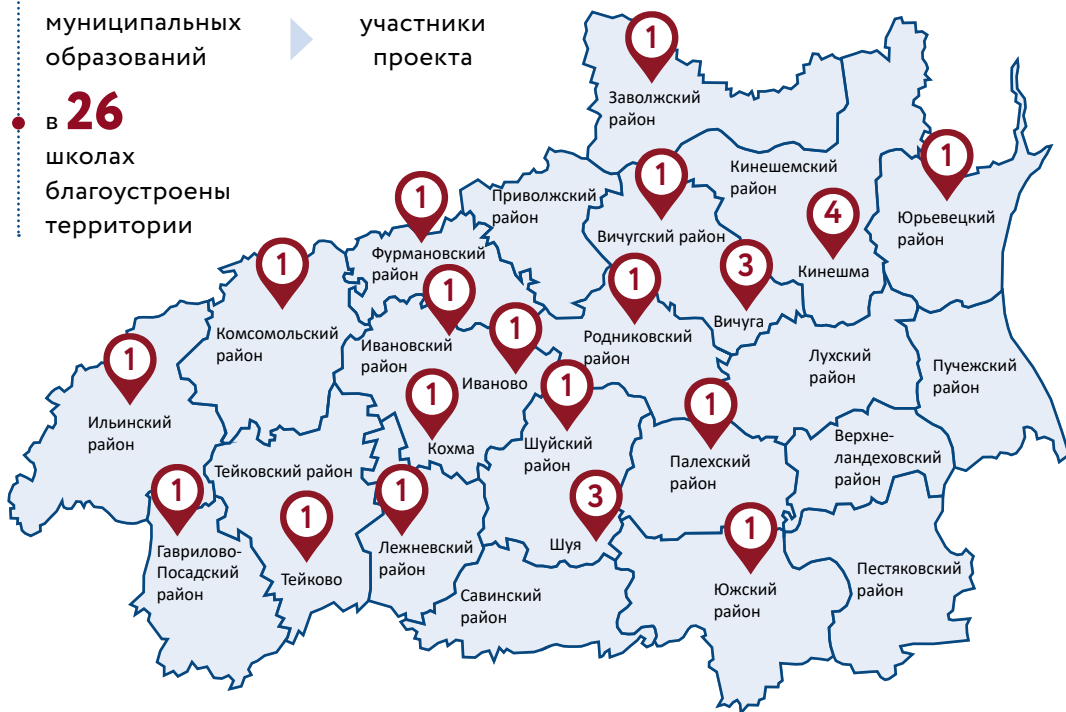 муниципальных
образований
участники
проекта
в 26
школах
благоустроены
территории
1
Заволжский
район
Кинешемский
район
1
Юрьевецкий
район
Приволжский
район
1
Вичугский район
4
Кинешма
1
Фурмановский
район
3
Вичуга
1
Комсомольский
район
1
Ивановский
район
1
Иваново
1
Родниковский
район
Лухский
район
Пучежский
район
1
Ильинский
район
1
Кохма
1
Шуйский
район
1
Палехский
район
Верхне-
ландеховский
район
Тейковский район
1
Тейково
1
Гаврилово-
Посадский
район
1
Лежневский
район
3
Шуя
1
Южский
район
Пестяковский
район
Савинский
район